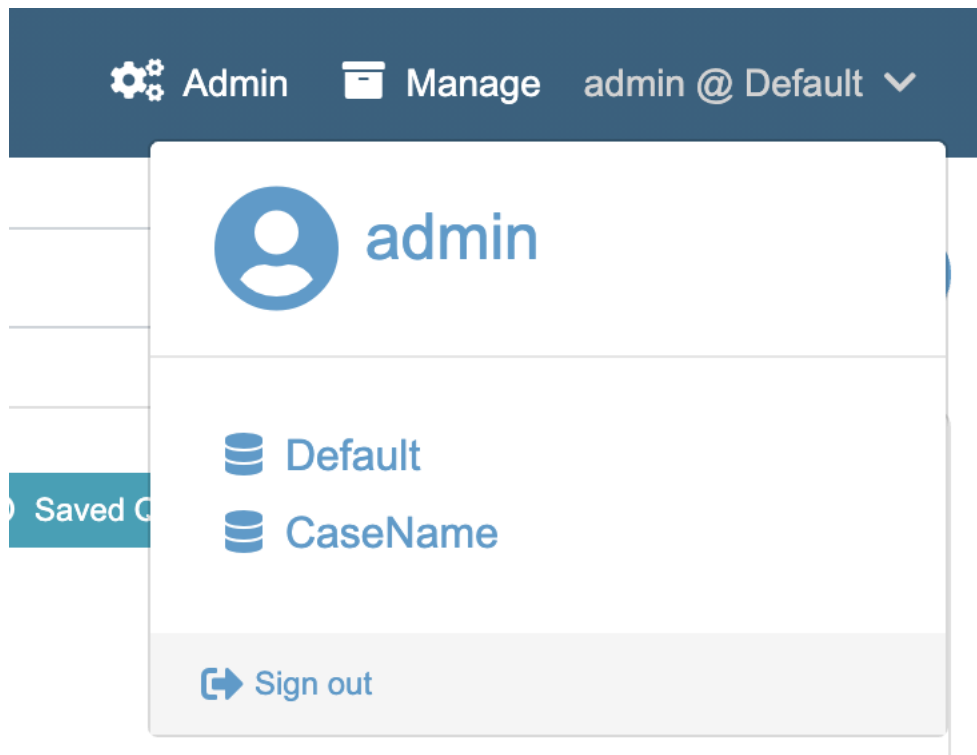 Admin Manage admin @ Default
admin
Default
Saved
CaseName
Sign out